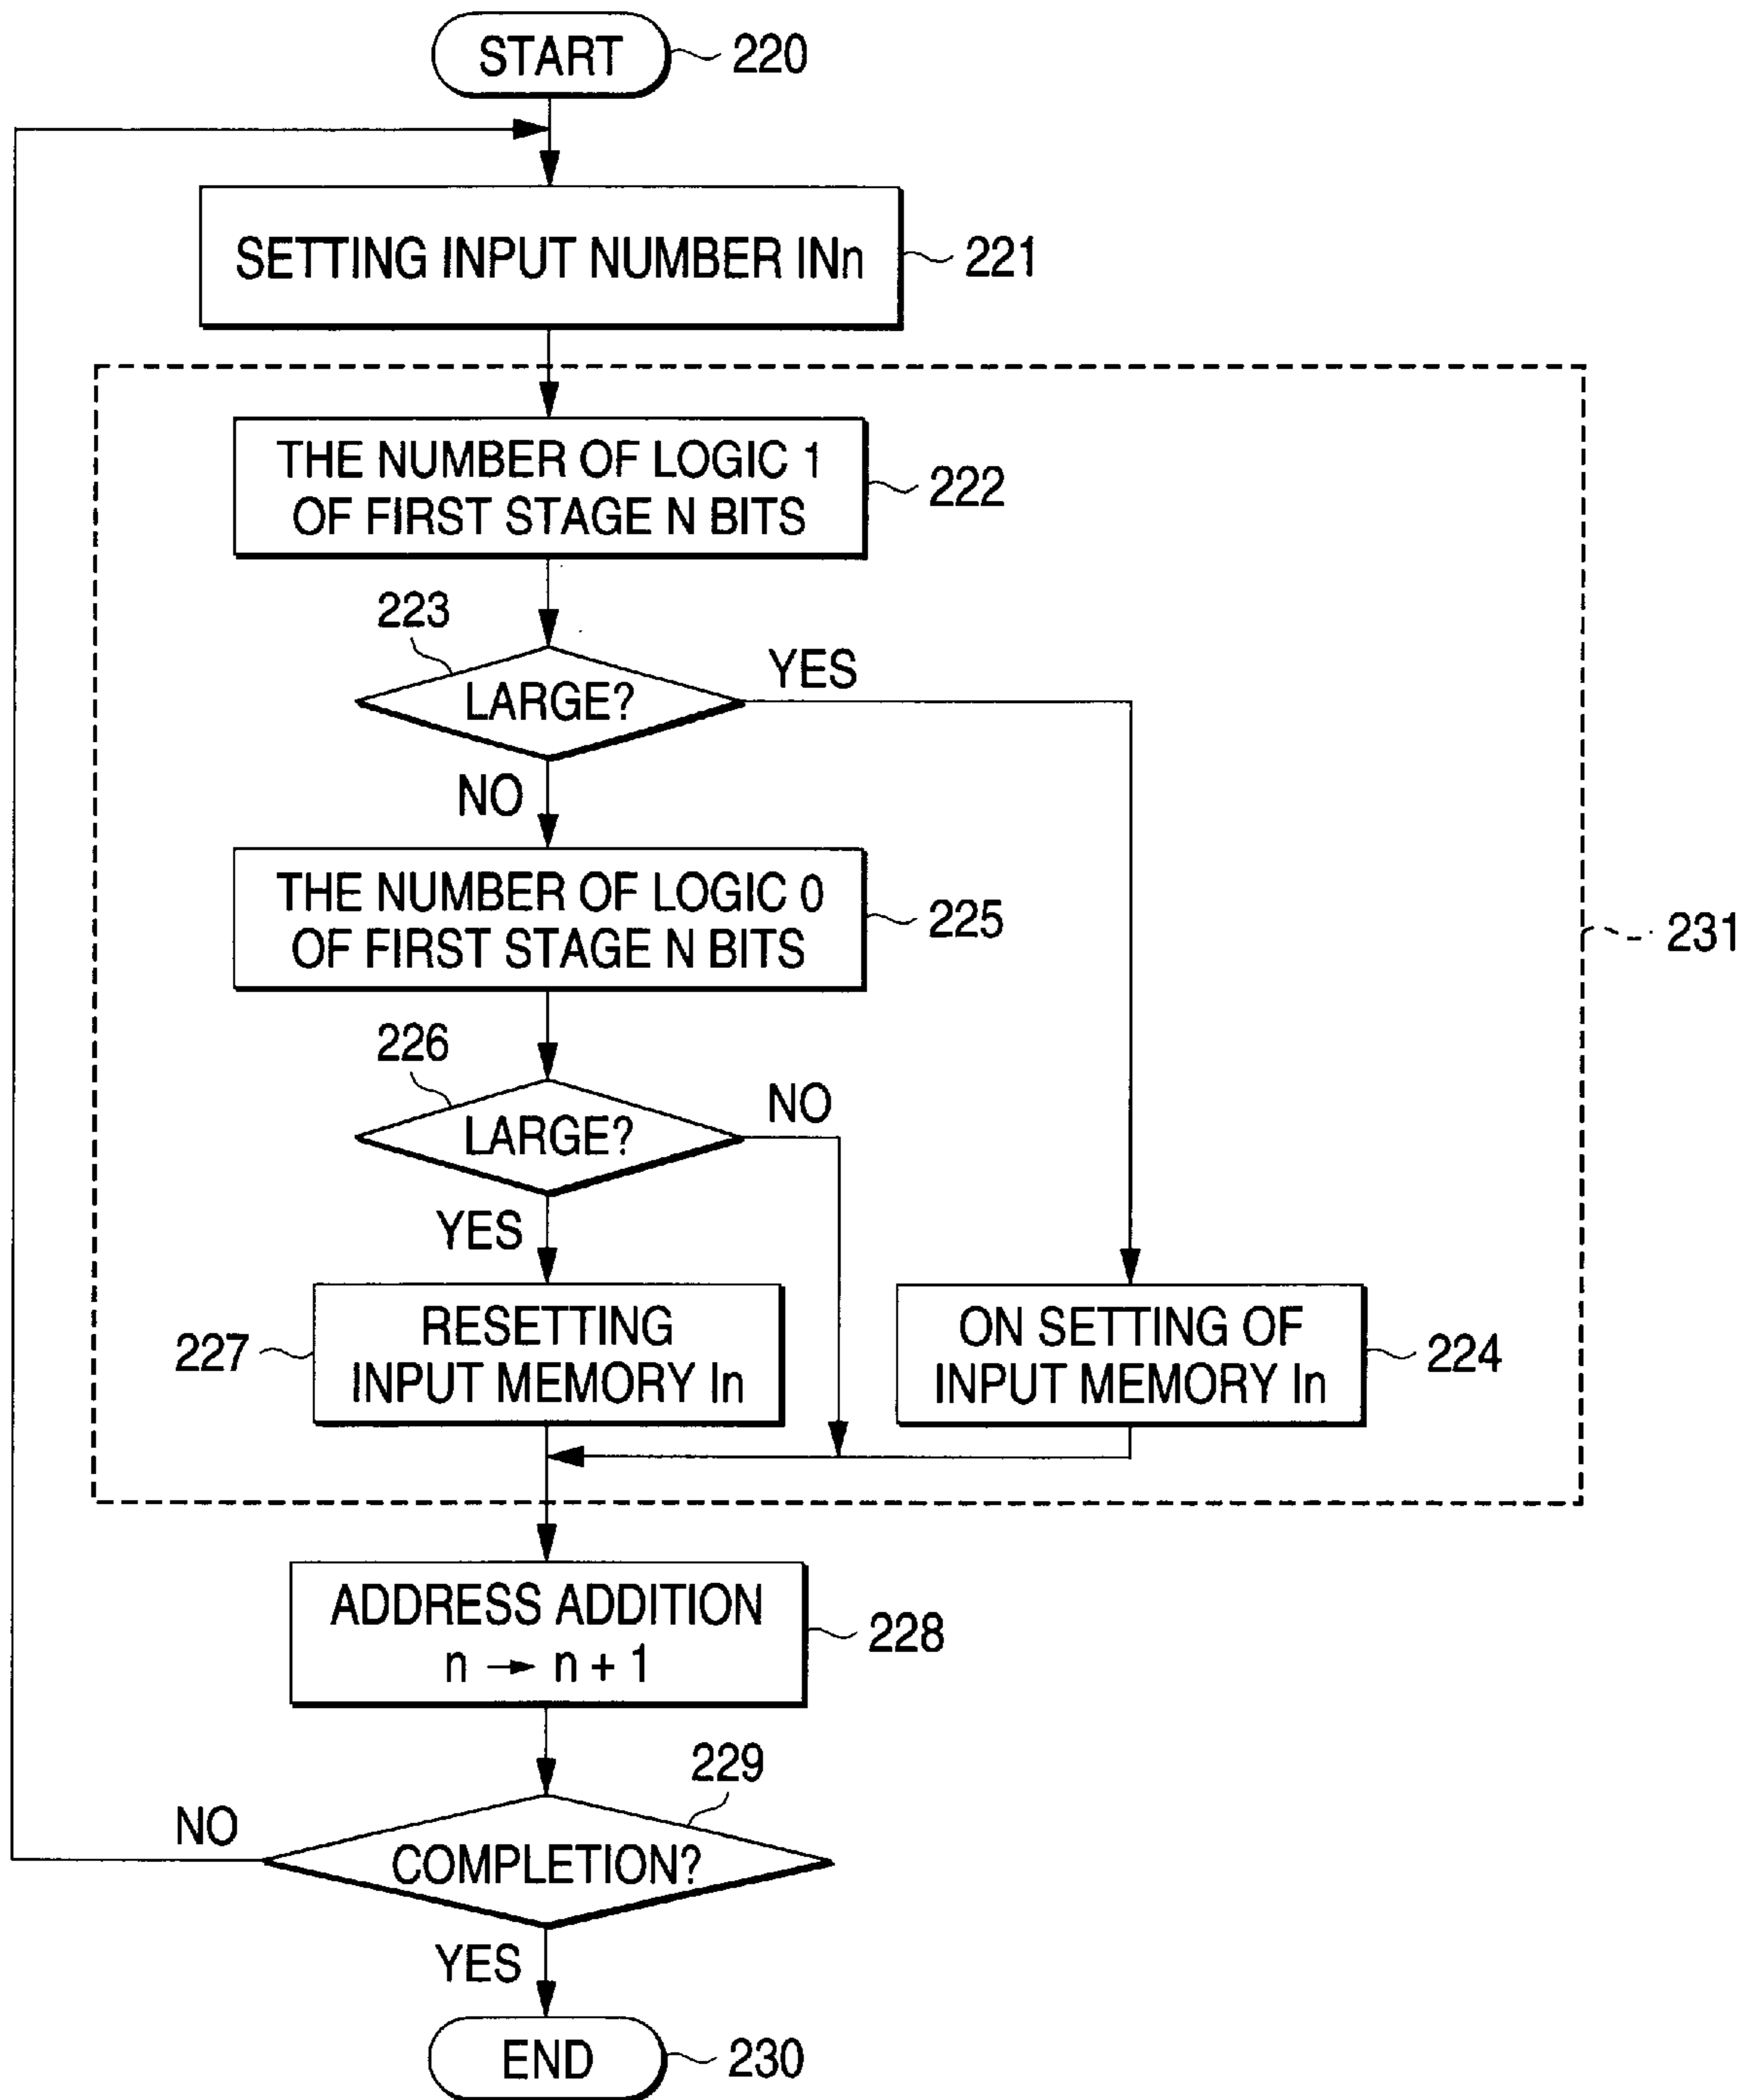 START
220
SETTING INPUT NUMBER INn
221
THE NUMBER OF LOGIC 1
OF FIRST STAGE N BITS
222
223
LARGE?
YES
NO
THE NUMBER OF LOGIC 0
OF FIRST STAGE N BITS
225
231
226
LARGE?
NO
YES
227
RESETTING
INPUT MEMORY In
ON SETTING OF
INPUT MEMORY In
224
ADDRESS ADDITION
n → n + 1
228
229
NO
COMPLETION?
YES
END
230